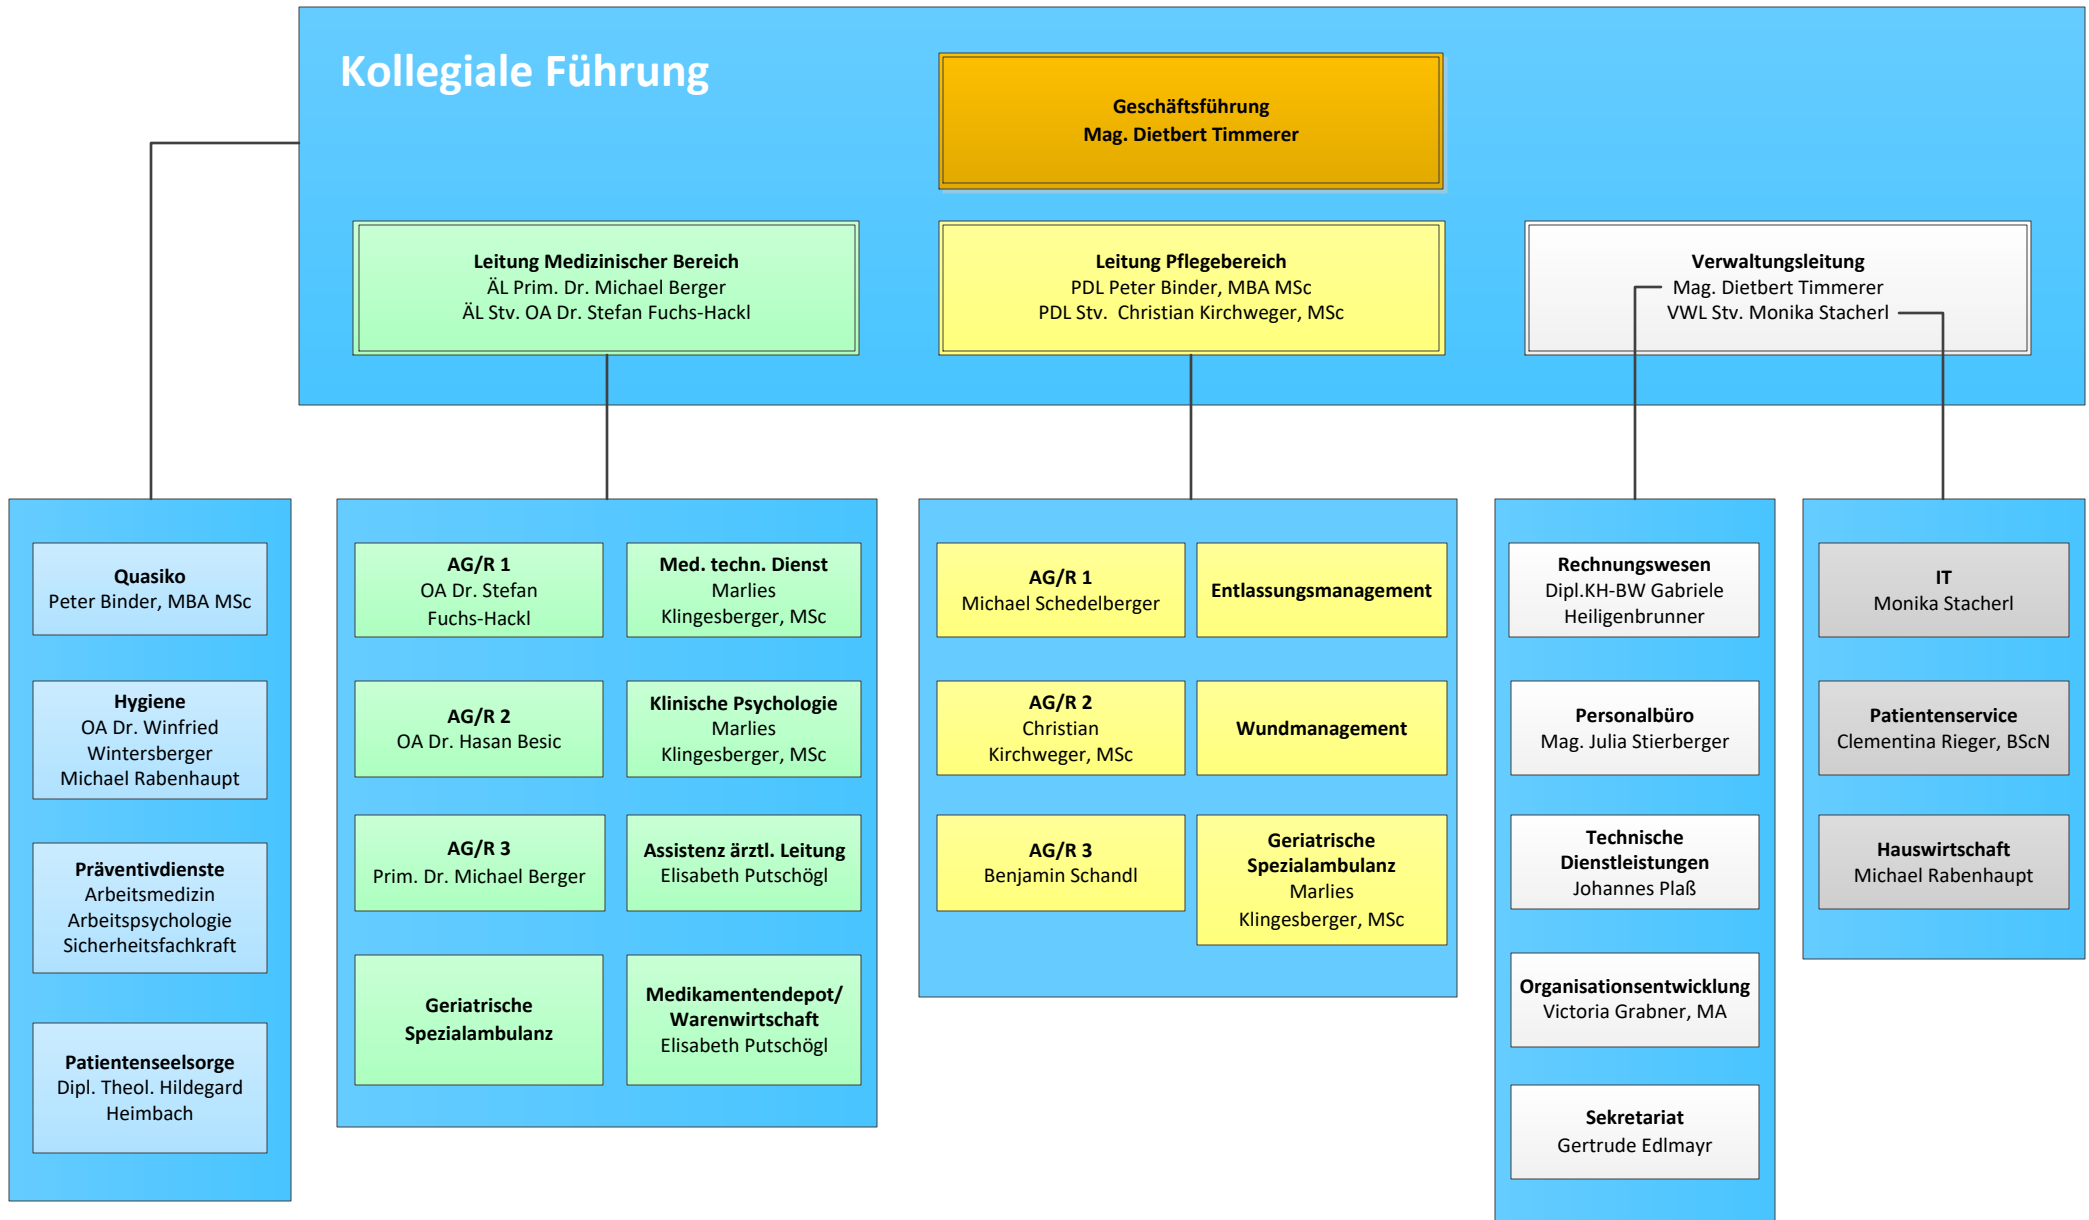 Kollegiale Führung
Geschäftsführung
Mag. Dietbert Timmerer
Leitung Medizinischer Bereich
ÄL Prim. Dr. Michael Berger
ÄL Stv. OA Dr. Stefan Fuchs-Hackl
Leitung Pflegebereich
PDL Peter Binder, MBA MSc
PDL Stv. Christian Kirchweger, MSc
Verwaltungsleitung
Mag. Dietbert Timmerer
VWL Stv. Monika Stacherl
Quasiko
Peter Binder, MBA MSc
Hygiene
OA Dr. Winfried
Wintersberger
Michael Rabenhaupt
Präventivdienste
Arbeitsmedizin
Arbeitspsychologie
Sicherheitsfachkraft
Patientenseelsorge
Dipl. Theol. Hildegard
Heimbach
AG/R 1
OA Dr. Stefan
Fuchs-Hackl
Med. techn. Dienst
Marlies
Klingesberger, MSc
AG/R 2
OA Dr. Hasan Besic
Klinische Psychologie
Marlies
Klingesberger, MSc
AG/R 3
Prim. Dr. Michael Berger
Assistenz ärztl. Leitung
Elisabeth Putschögl
Geriatrische
Spezialambulanz
Medikamentendepot/
Warenwirtschaft
Elisabeth Putschögl
AG/R 1
Michael Schedelberger
Entlassungsmanagement
AG/R 2
Christian
Kirchweger, MSc
Wundmanagement
AG/R 3
Benjamin Schandl
Geriatrische
Spezialambulanz
Marlies
Klingesberger, MSc
Rechnungswesen
Dipl.KH-BW Gabriele
Heiligenbrunner
Personalbüro
Mag. Julia Stierberger
Technische
Dienstleistungen
Johannes Plaß
Organisationsentwicklung
Victoria Grabner, MA
Sekretariat
Gertrude Edlmayr
IT
Monika Stacherl
Patientenservice
Clementina Rieger, BScN
Hauswirtschaft
Michael Rabenhaupt